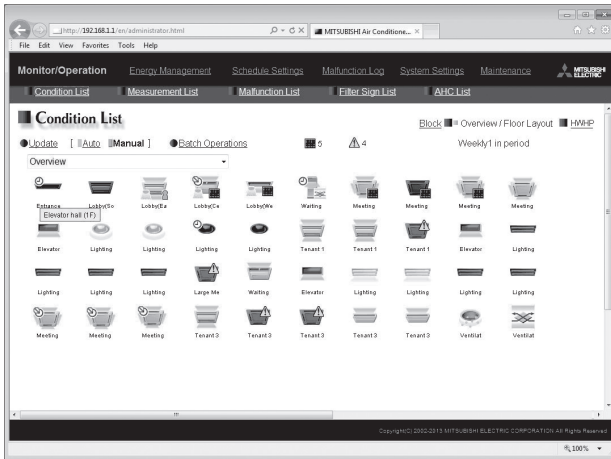 http://192.168.1.1/en/administrator.html
MITSUBISHI Air Conditione...
File Edit View Favorites Tools Help
Monitor/Operation Energy Management Schedule Settings Malfunction Log System Settings Maintenance MITSUBISHI ELECTRIC
Condition List Measurement List Malfunction List Filter Sign List AHC List
Condition List
Block Overview / Floor Layout HWHP
Update [ Auto Manual ] Batch Operations 5 4 Weekly1 in period
Overview
Entrance Lobby(So Lobby(Ea Lobby(Ce Lobby(We Waiting Meeting Meeting Meeting Meeting
Elevator hall (1F)
Elevator Lighting Lighting Lighting Lighting Tenant 1 Tenant 1 Tenant 1 Elevator Lighting
Lighting Lighting Lighting Large Me Waiting Elevator Lighting Lighting Lighting Lighting
Meeting Meeting Meeting Tenant 3 Tenant 3 Tenant 3 Tenant 3 Tenant 3 Ventilat Ventilat
Copyright(C) 2002-2013 MITSUBISHI ELECTRIC CORPORATION All Rights Reserved
100%